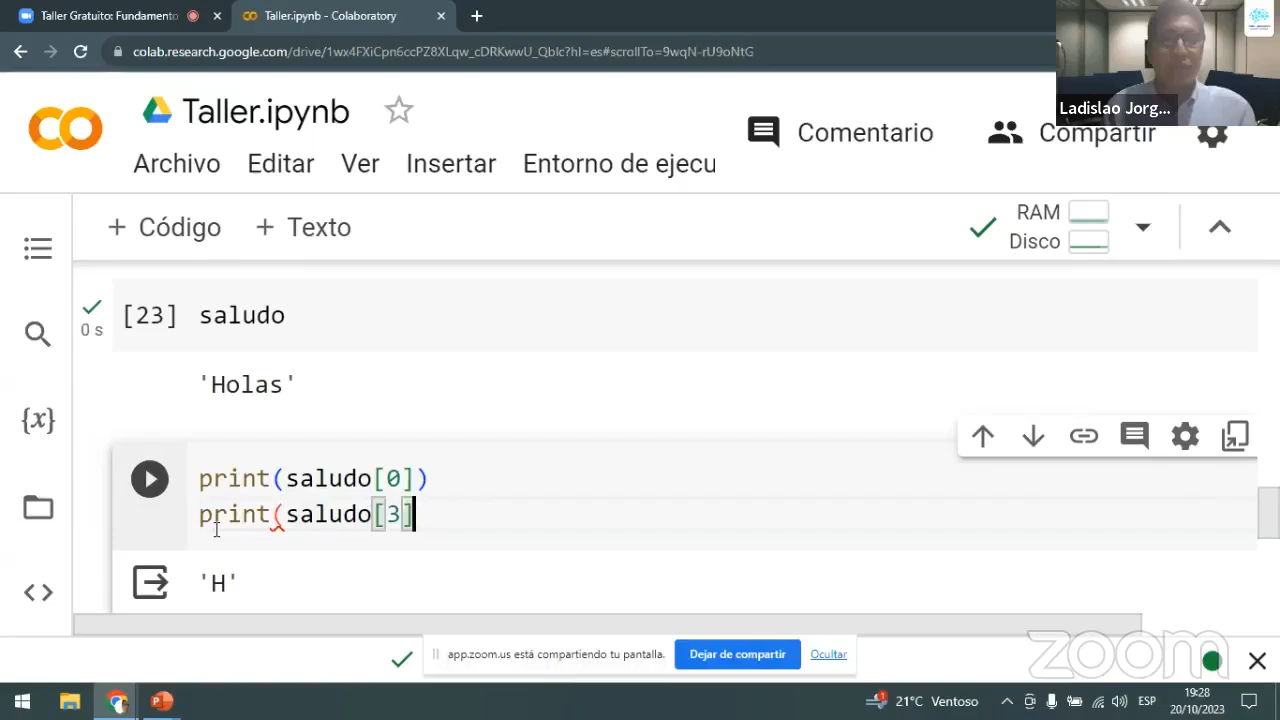 Taller Gratuito: Fundamento
Taller.ipynb - Colaboratory
colab.research.google.com/drive/1wx4FXiCpn6ccPZ8XLqw_cDRKwwU_Qblc?hl=es#scrollTo=9wqN-rU9oNtG
Ladislao Jorg...
Taller.ipynb
Comentario
Compartir
Archivo Editar Ver Insertar Entorno de ejecu
+ Código + Texto
RAM
Disco
[23] saludo
0 s
'Holas'
print(saludo[0])
print(saludo[3]
'H'
app.zoom.us está compartiendo tu pantalla.
Dejar de compartir
Ocultar
zoom
21°C Ventoso
ESP
19:28
20/10/2023